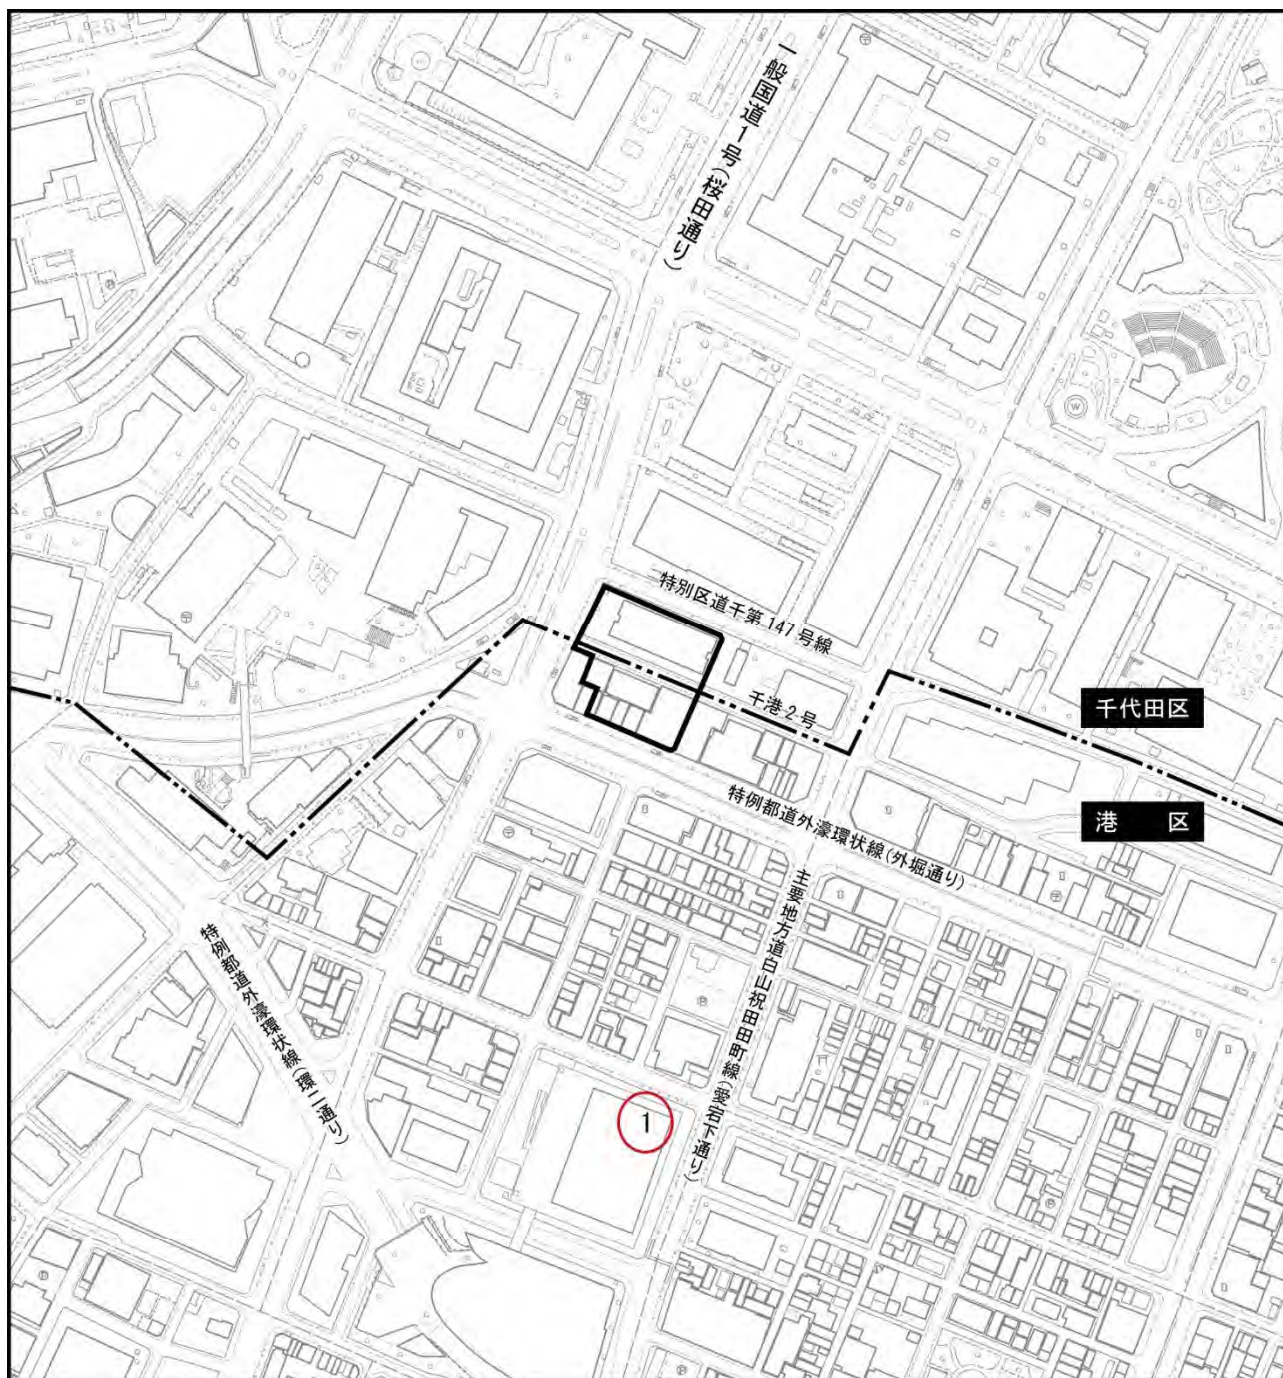 一般国道1号(桜田通り)
特別区道千第147号線
千港2号
千代田区
港　区
特例都道外濠環状線(外堀通り)
主要地方道白山祝田田町線(愛宕下通り)
特例都道外濠環状線(環二通り)
1
W